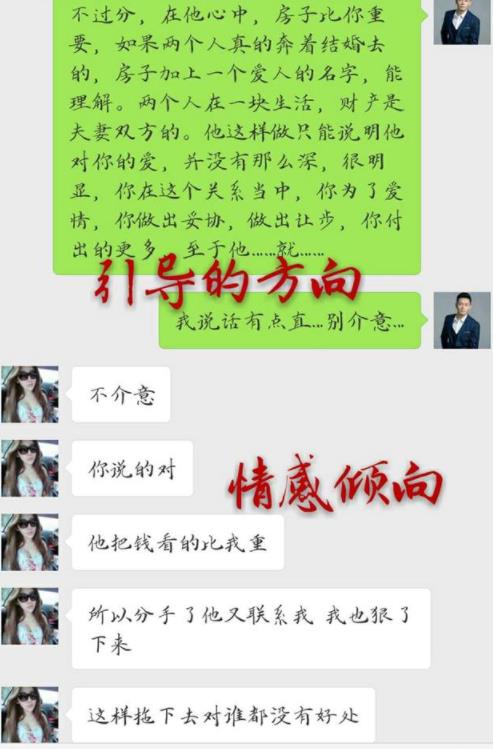 不过分，在他心中，房子比你重
要，如果两个人真的奔着结婚去
的，房子加上一个爱人的名字，能
理解。两个人在一块生活，财产是
夫妻双方的。他这样做只能说明他
对你的爱，并没有那么深，很明
显，你在这个关系当中，你为了爱
情，你做出妥协，做出让步，你付
出的更多，至于他……就……
引导的方向
我说话有点直…别介意…
不介意
你说的对
情感倾向
他把钱看的比我重
所以分手了他又联系我 我也狠了
下来
这样拖下去对谁都没有好处